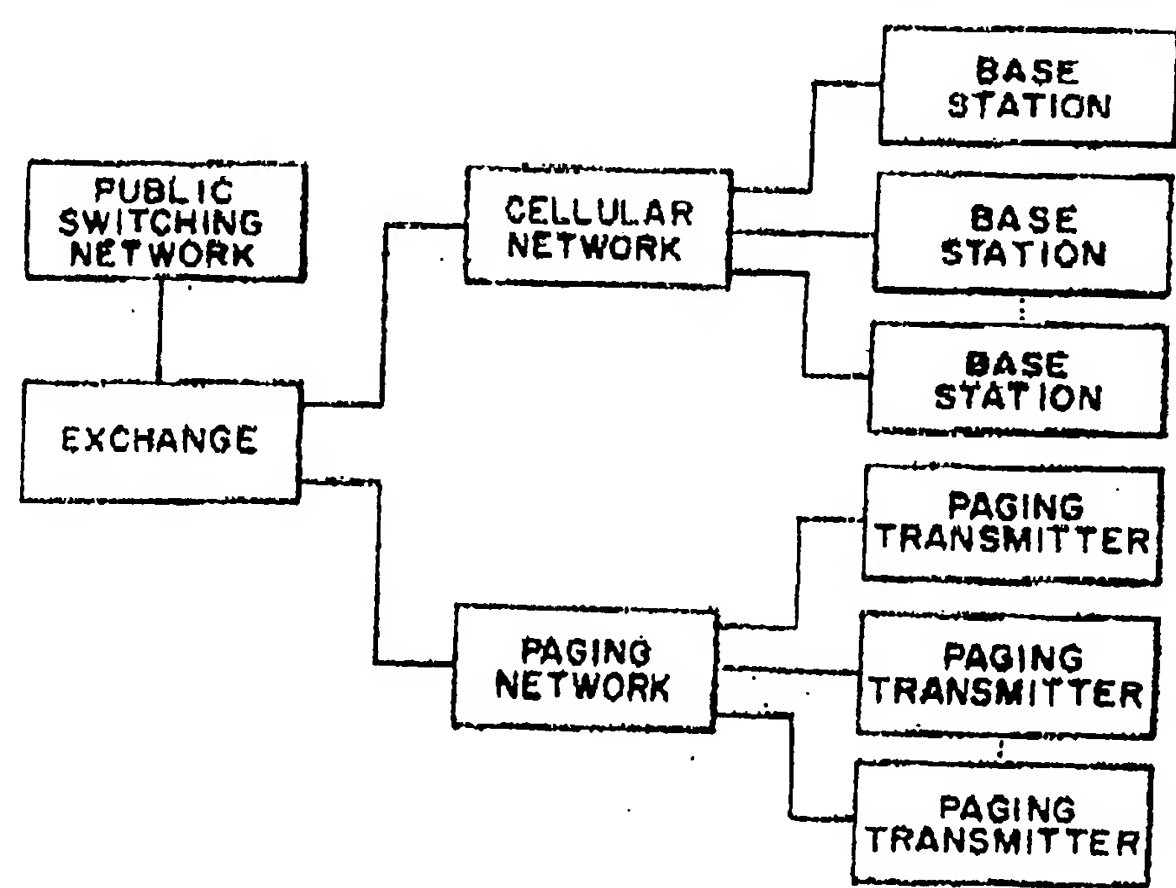 PUBLIC
SWITCHING
NETWORK
EXCHANGE
CELLULAR
NETWORK
BASE
STATION
BASE
STATION
BASE
STATION
PAGING
NETWORK
PAGING
TRANSMITTER
PAGING
TRANSMITTER
PAGING
TRANSMITTER